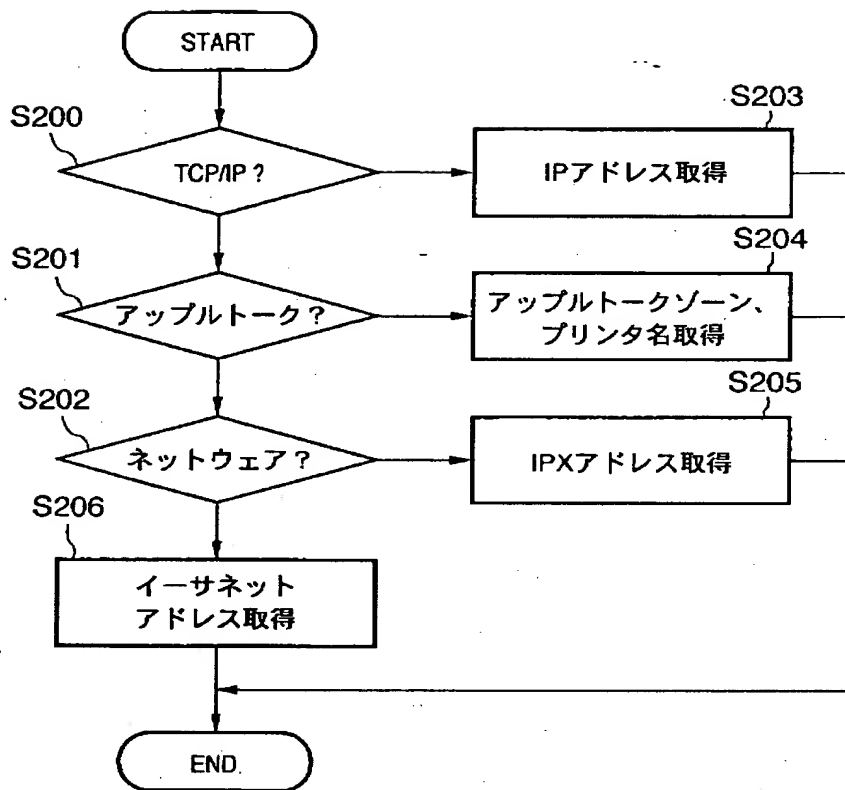 START
S200
TCP/IP?
S203
IPアドレス取得
S201
アップルトーク?
S204
アップルトークゾーン、
プリンタ名取得
S202
ネットウェア?
S205
IPXアドレス取得
S206
イーサネット
アドレス取得
END